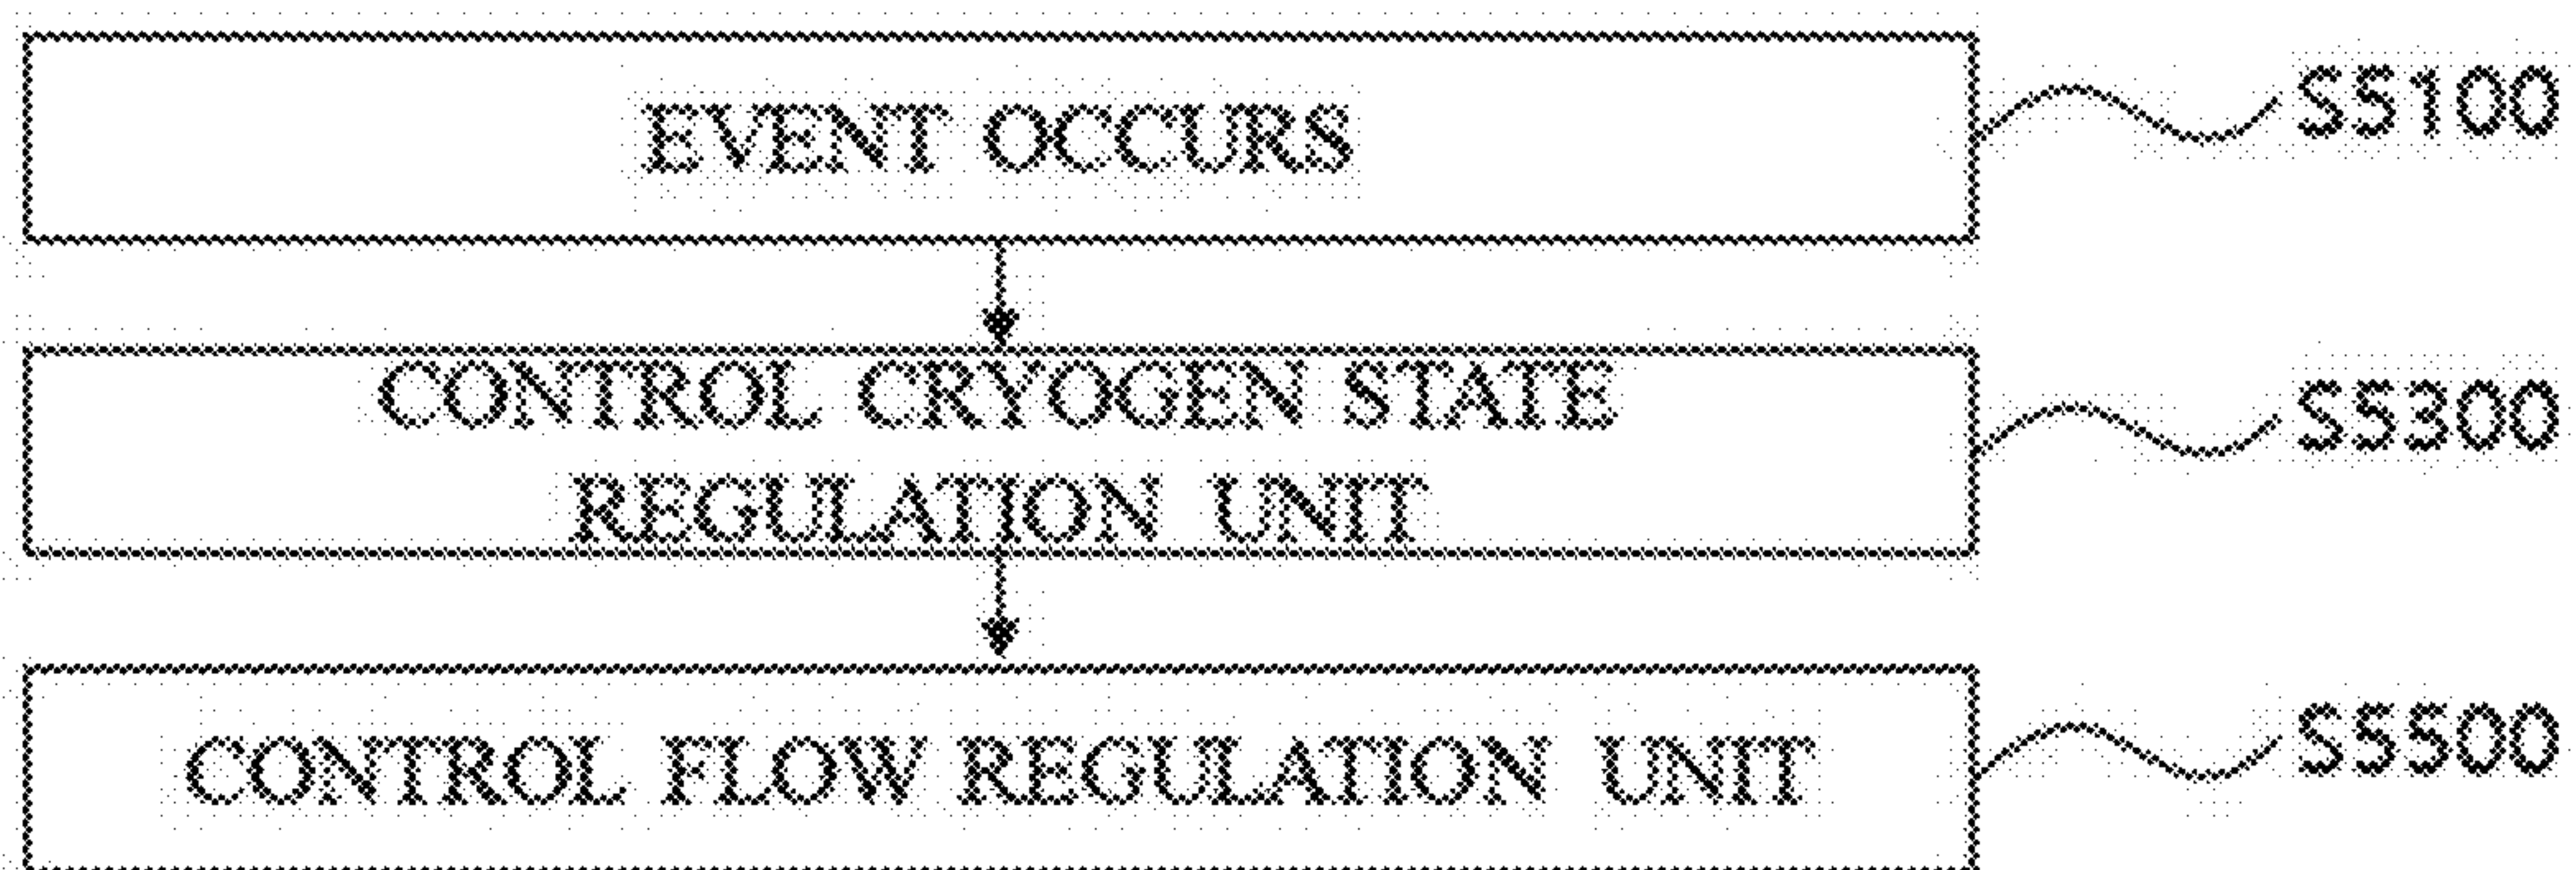 EVENT OCCURS
S5100
CONTROL CRYOGEN STATE
REGULATION UNIT
S5300
CONTROL FLOW REGULATION UNIT
S5500